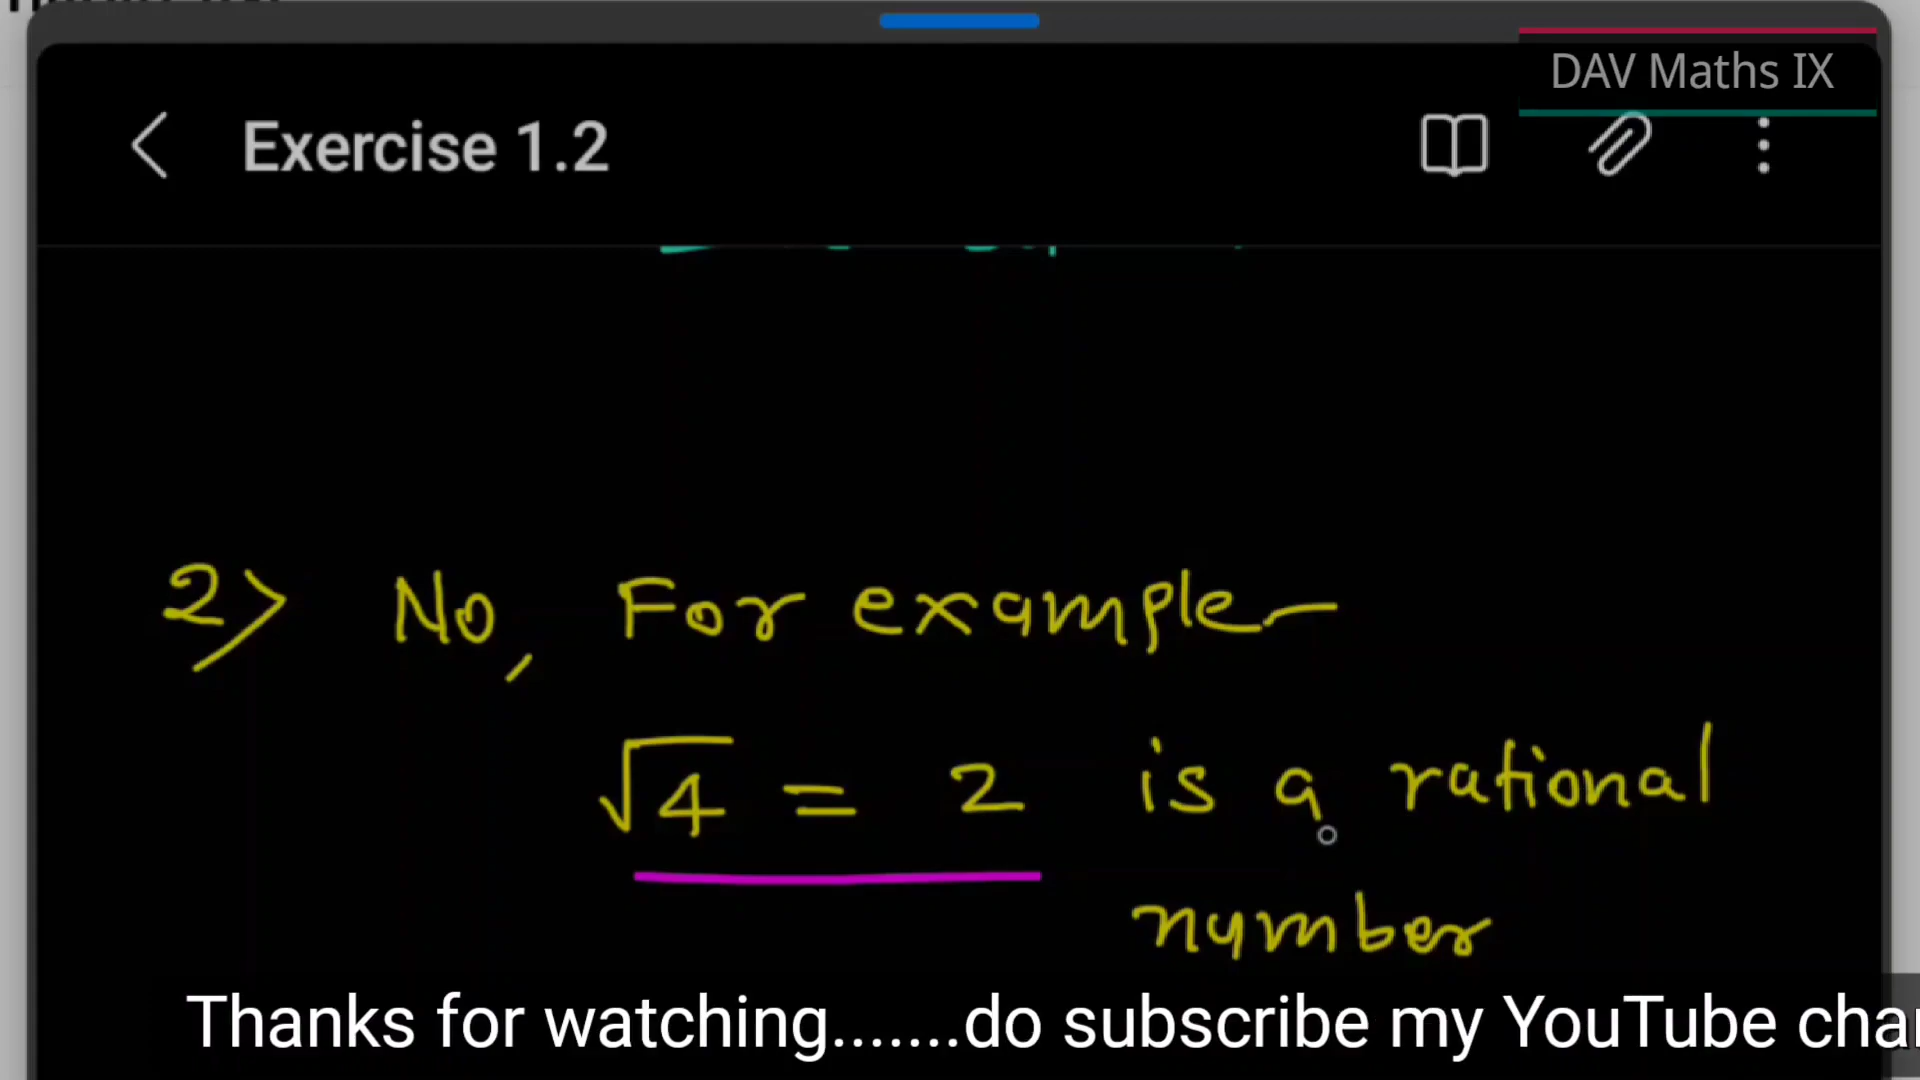 DAV Maths IX
Exercise 1.2
2> No, For example-
√4 = 2 is a rational
number
Thanks for watching.......do subscribe my YouTube